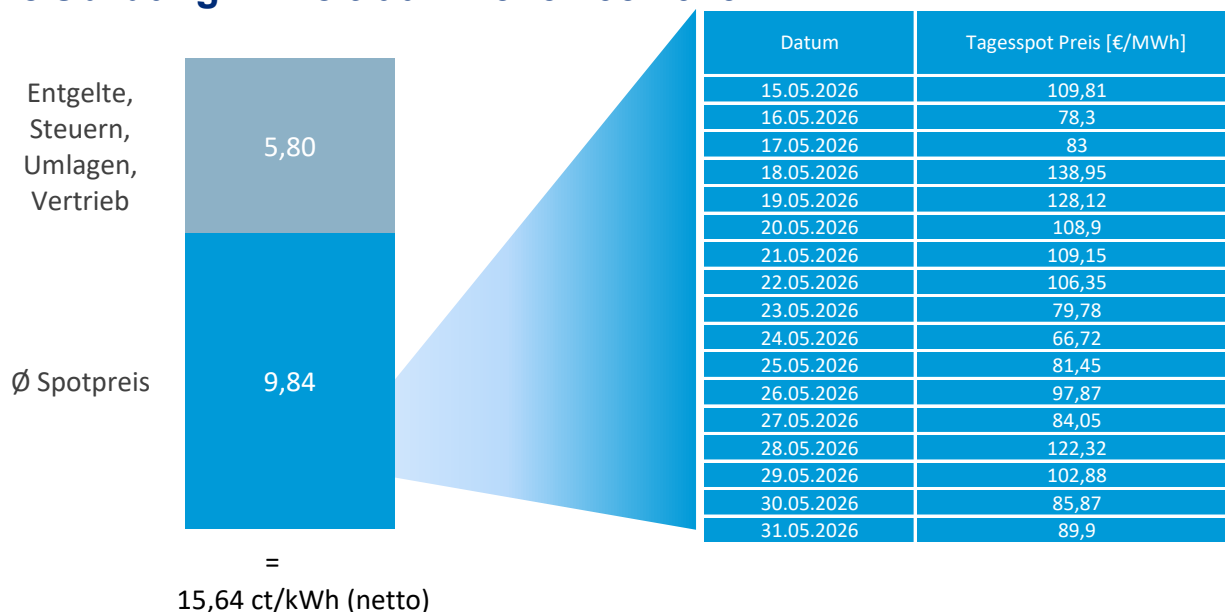 Entgelte,
Steuern,
Umlagen,
Vertrieb
5,80
Ø Spotpreis
9,84
=
15,64 ct/kWh (netto)
Datum Tagesspot Preis [€/MWh]
15.05.2026 109,81
16.05.2026 78,3
17.05.2026 83
18.05.2026 138,95
19.05.2026 128,12
20.05.2026 108,9
21.05.2026 109,15
22.05.2026 106,35
23.05.2026 79,78
24.05.2026 66,72
25.05.2026 81,45
26.05.2026 97,87
27.05.2026 84,05
28.05.2026 122,32
29.05.2026 102,88
30.05.2026 85,87
31.05.2026 89,9